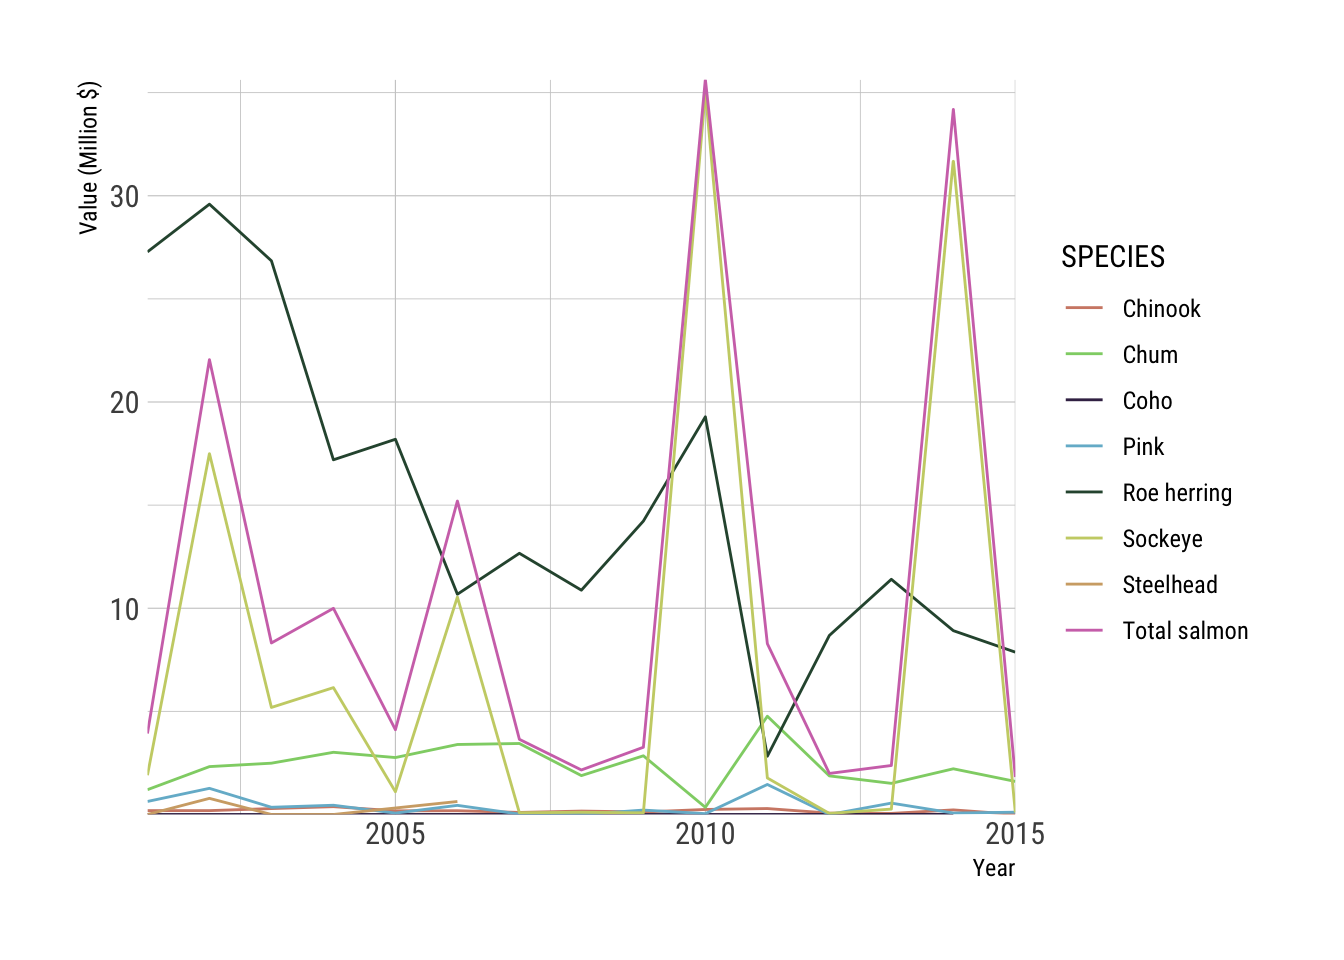 Value (Million $)
30
20
10
2005
2010
2015
Year
SPECIES
Chinook
Chum
Coho
Pink
Roe herring
Sockeye
Steelhead
Total salmon